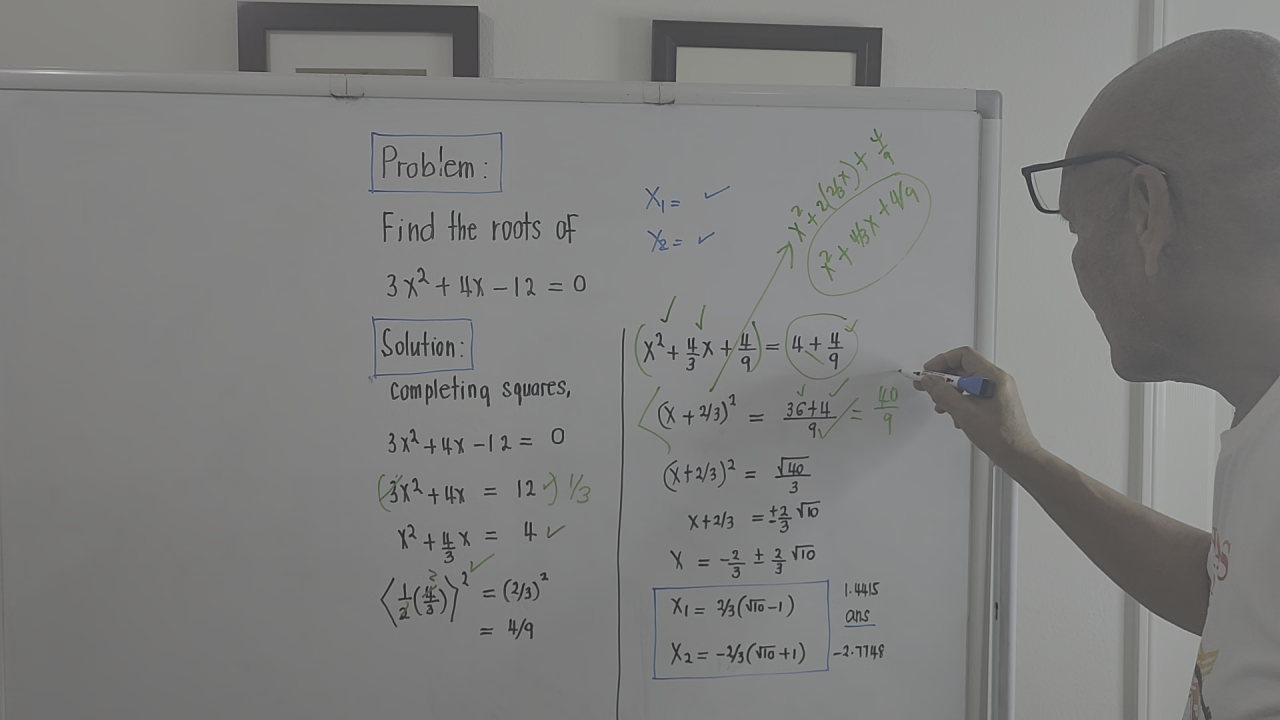 Problem:
Find the roots of
3x² + 4x - 12 = 0
Solution:
completing squares,
3x² + 4x - 12 = 0
(3x² + 4x = 12) 1/3
x² + 4/3 x = 4
⟨1/2(4/3)⟩² = (2/3)²
= 4/9
x₁ =
x₂ =
x² + 2(2/3x) + 4/9
x² + 4/3x + 4/9
(x² + 4/3 x + 4/9) = 4 + 4/9
(x + 2/3)² = 36+4/9 = 40/9
(x + 2/3)² = √40/3
x + 2/3 = ±2/3 √10
x = -2/3 ± 2/3 √10
x₁ = 2/3(√10 - 1)
x₂ = -2/3(√10 + 1)
1.4415
ans
-2.7748